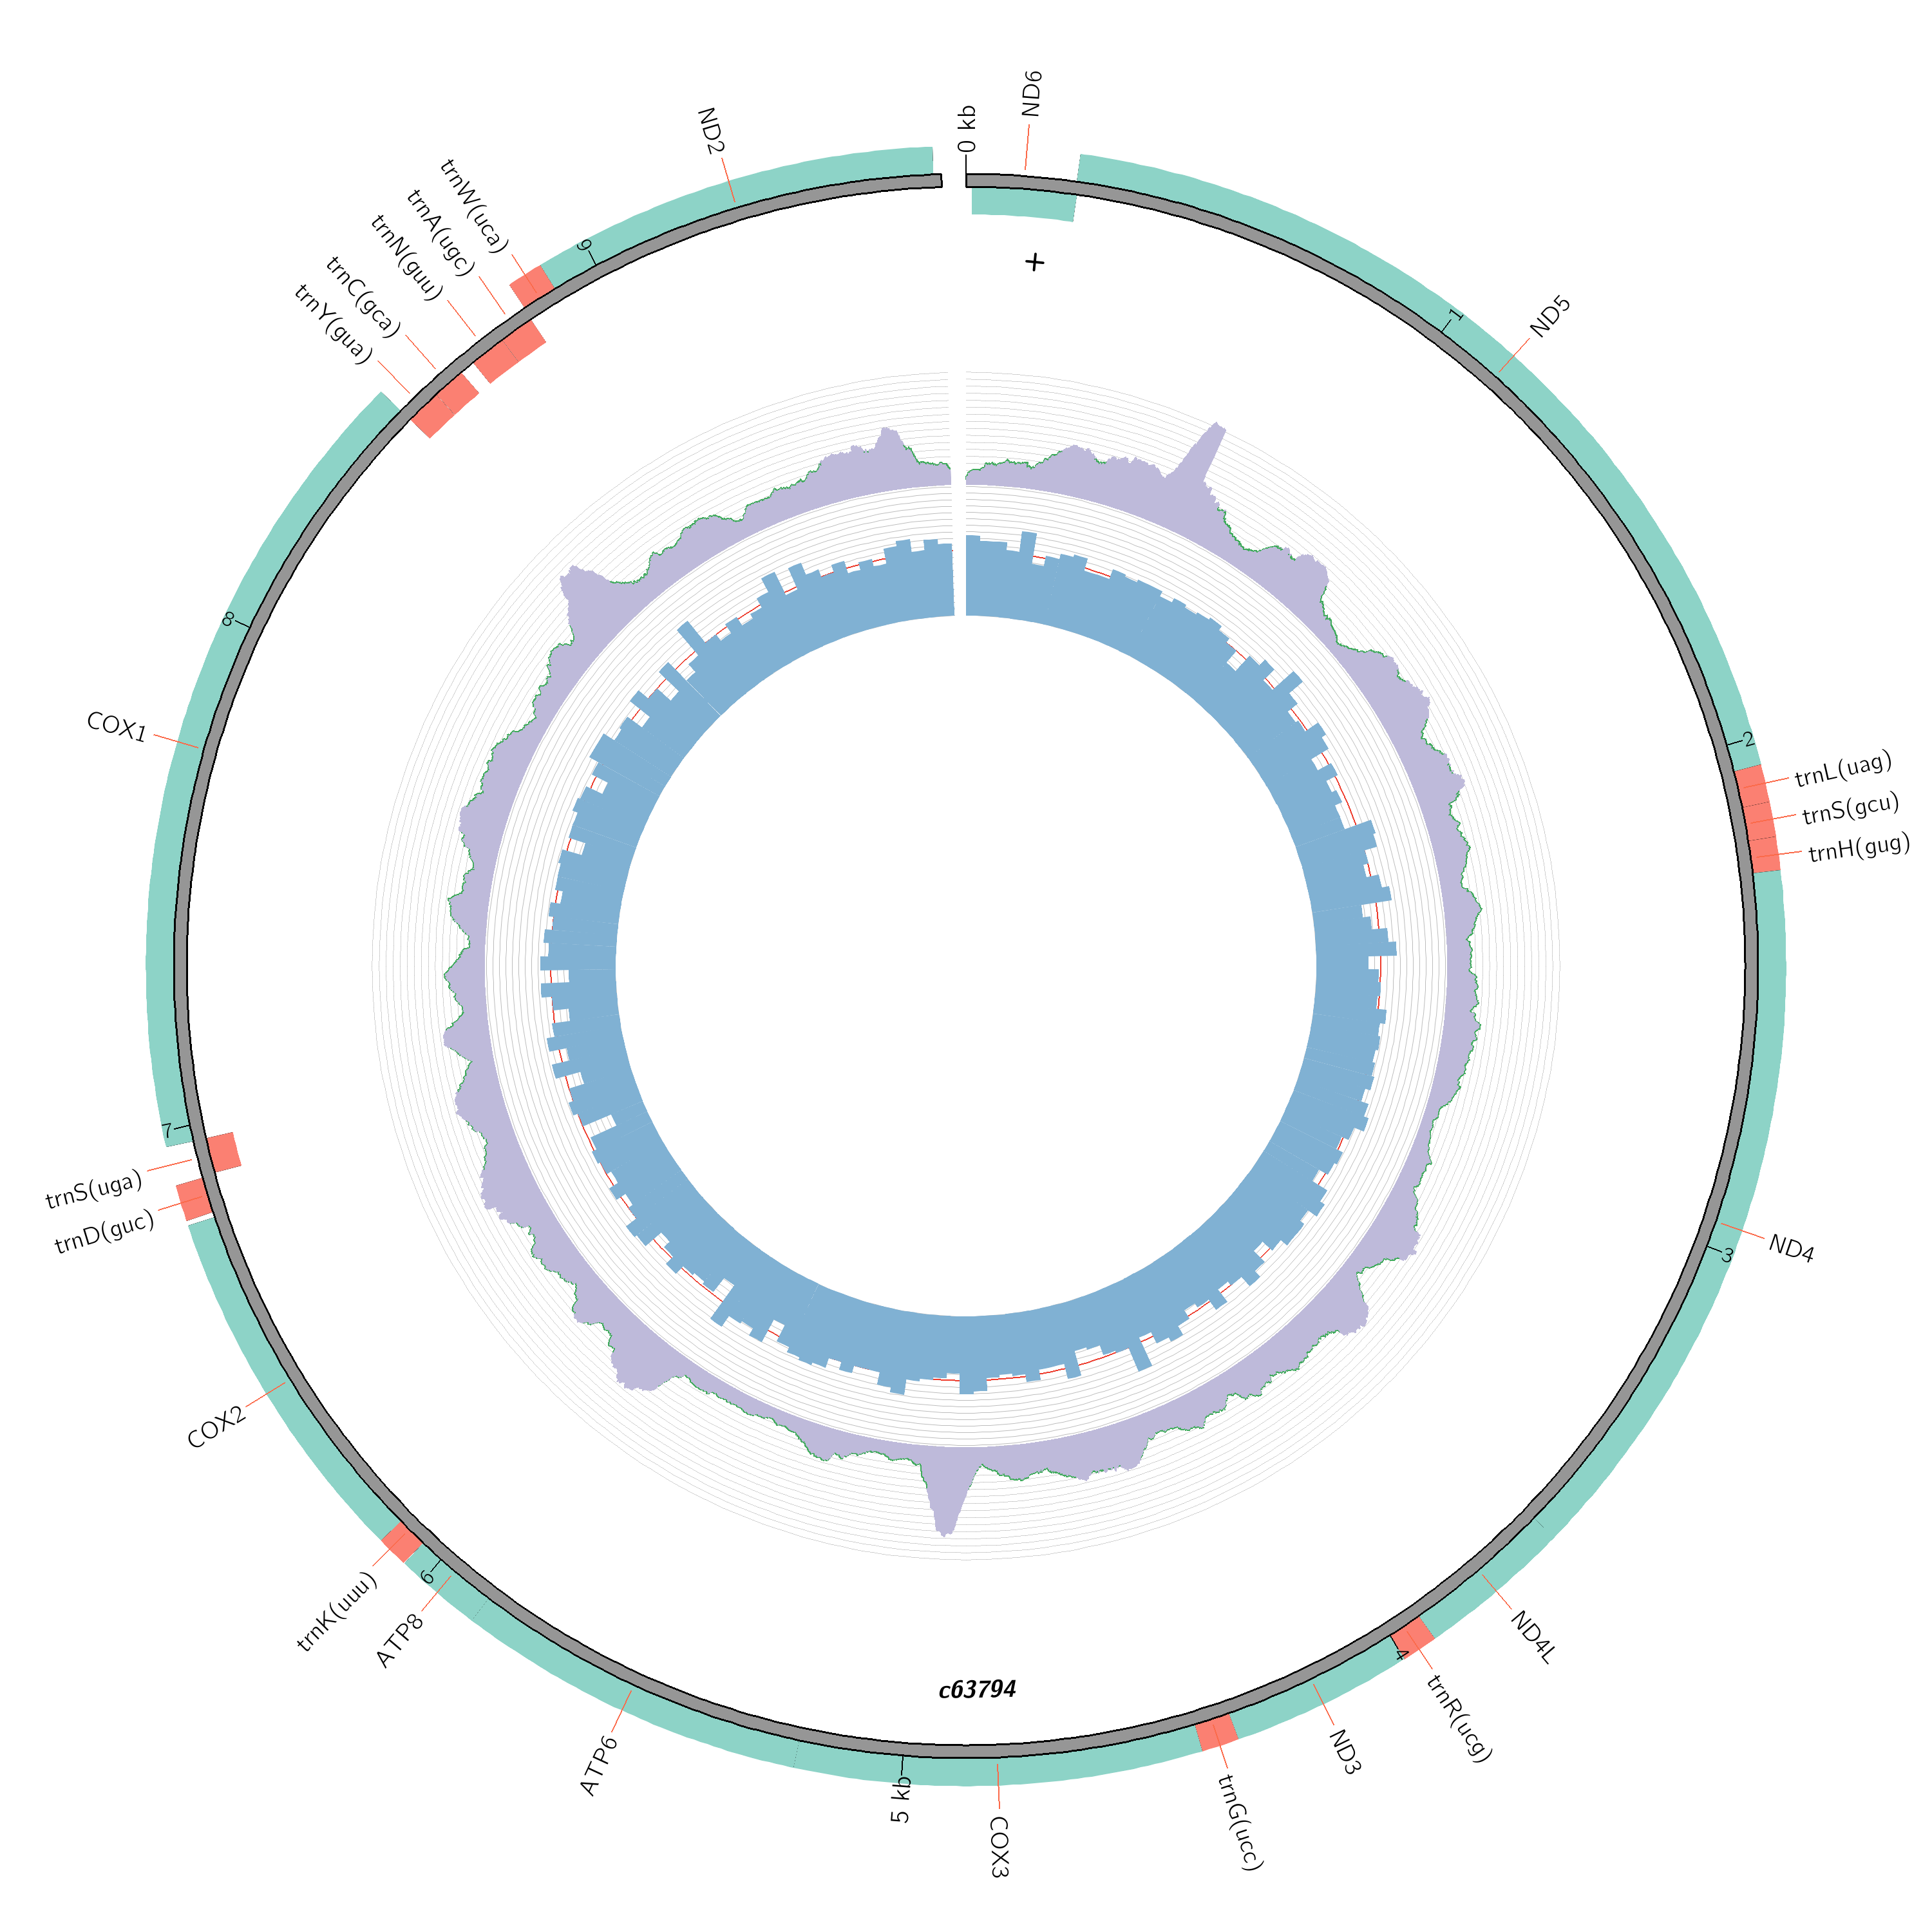 0 kb
ND6
+
1
ND5
2
trnL(uag)
trnS(gcu)
trnH(gug)
ND4
3
ND4L
4
trnR(ucg)
ND3
trnG(ucc)
COX3
c63794
5 kb
ATP6
ATP8
6
trnK(uuu)
COX2
trnD(guc)
trnS(uga)
7
COX1
8
trnY(gua)
trnC(gca)
trnN(guu)
trnA(ugc)
trnW(uca)
9
ND2